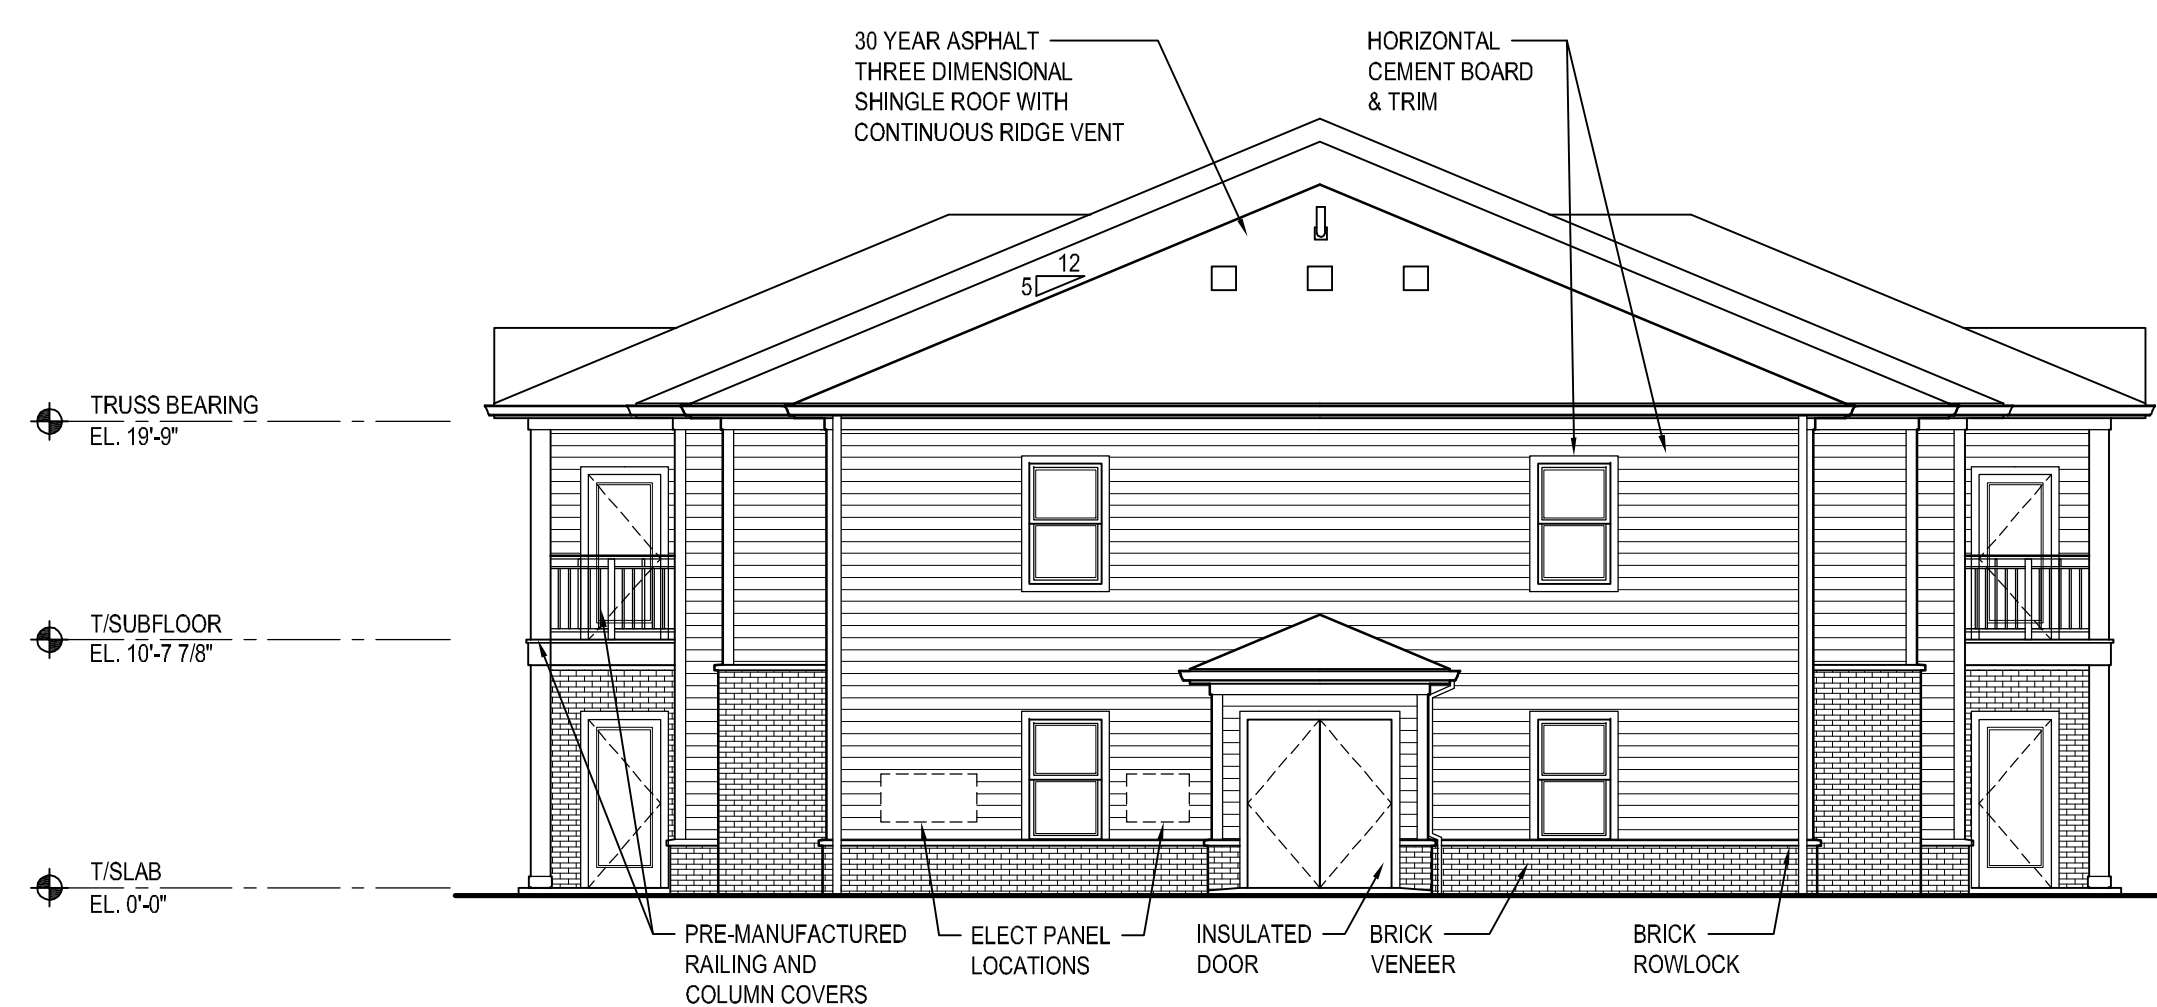 30 YEAR ASPHALT
THREE DIMENSIONAL
SHINGLE ROOF WITH
CONTINUOUS RIDGE VENT
HORIZONTAL
CEMENT BOARD
& TRIM
12
5
TRUSS BEARING
EL. 19'-9"
T/SUBFLOOR
EL. 10'-7 7/8"
T/SLAB
EL. 0'-0"
PRE-MANUFACTURED
RAILING AND
COLUMN COVERS
ELECT PANEL
LOCATIONS
INSULATED
DOOR
BRICK
VENEER
BRICK
ROWLOCK